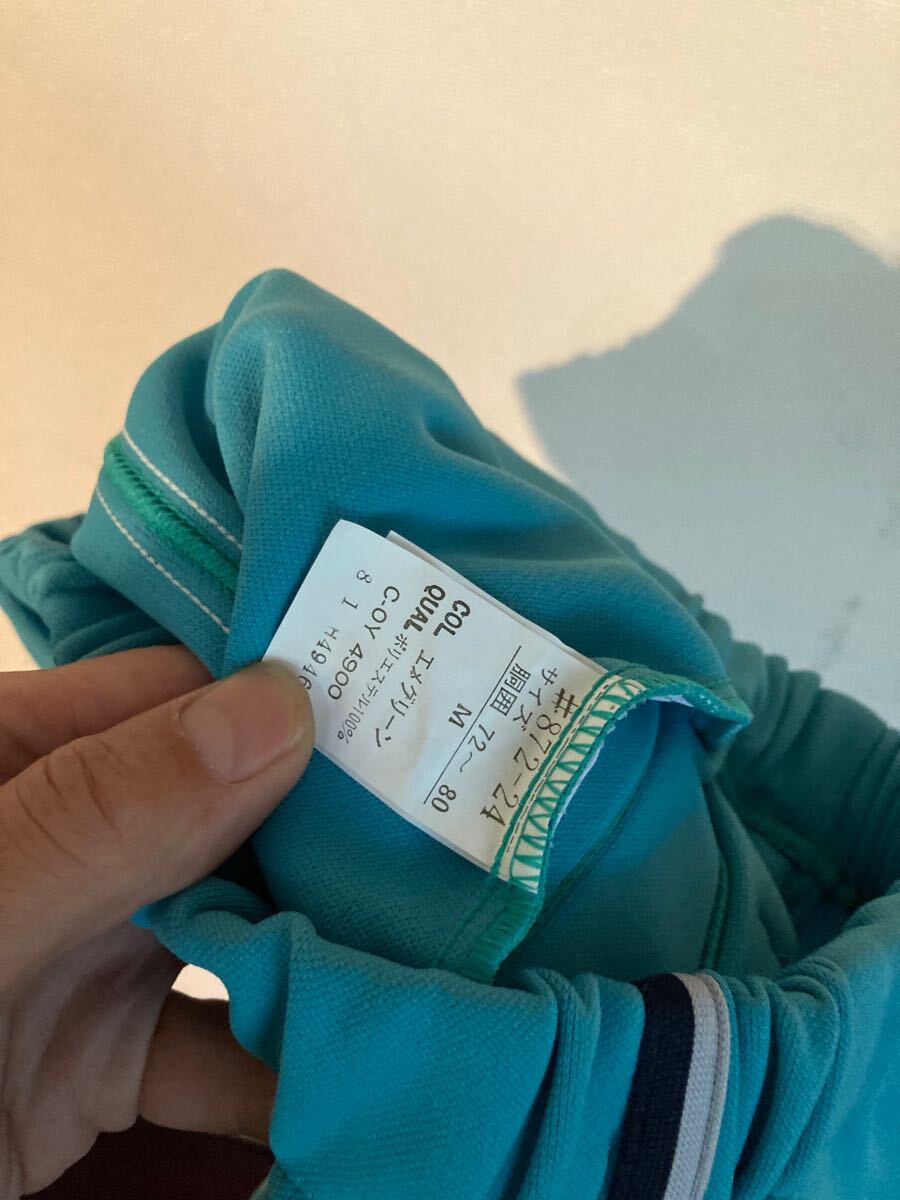 #872-24
サイズ M
胴囲 72~80
COL エメグリーン
QUAL ポリエステル100%
C-OY 4900
8 1 H4946